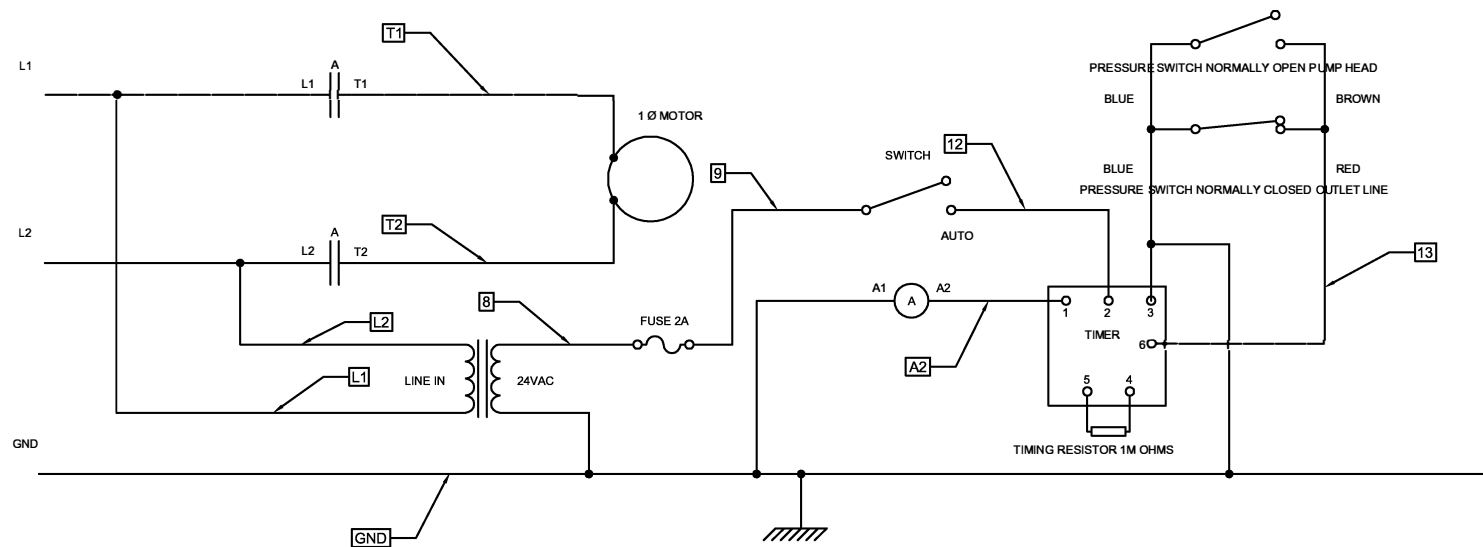 T1
L1
A
L1 T1
1 Ø MOTOR
PRESSURE SWITCH NORMALLY OPEN PUMP HEAD
BLUE BROWN
SWITCH
12
9
BLUE RED
PRESSURE SWITCH NORMALLY CLOSED OUTLET LINE
L2
A
T2
L2 T2
AUTO
13
A1 A A2
8
FUSE 2A
L2
1 2 3
TIMER
6
A2
L1
LINE IN 24VAC
5 4
GND
TIMING RESISTOR 1M OHMS
GND